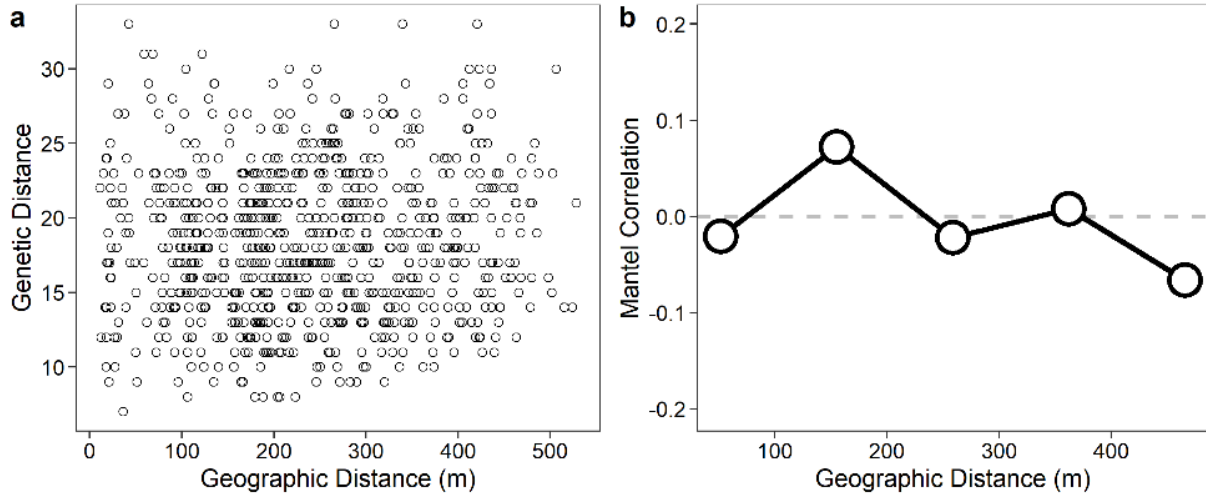 a
Genetic Distance
30
25
20
15
10
0 100 200 300 400 500
Geographic Distance (m)
b
Mantel Correlation
0.2
0.1
0.0
-0.1
-0.2
100 200 300 400
Geographic Distance (m)